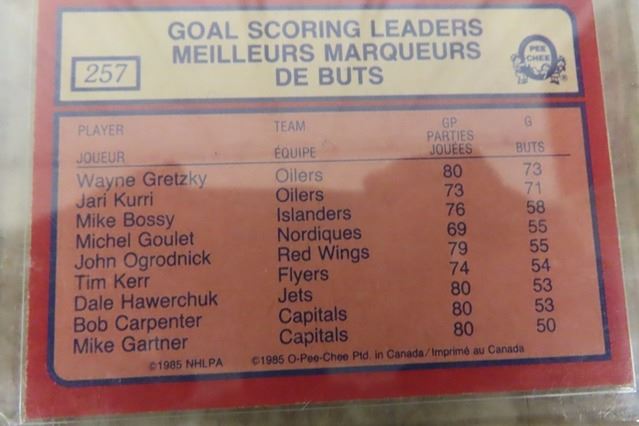 GOAL SCORING LEADERS
MEILLEURS MARQUEURS
DE BUTS
257
PEE
CHEE
PLAYER TEAM GP G
PARTIES
JOUEUR ÉQUIPE JOUÉES BUTS
Wayne Gretzky Oilers 80 73
Jari Kurri Oilers 73 71
Mike Bossy Islanders 76 58
Michel Goulet Nordiques 69 55
John Ogrodnick Red Wings 79 55
Tim Kerr Flyers 74 54
Dale Hawerchuk Jets 80 53
Bob Carpenter Capitals 80 53
Mike Gartner Capitals 80 50
©1985 NHLPA ©1985 O-Pee-Chee Ptd. in Canada/Imprimé au Canada